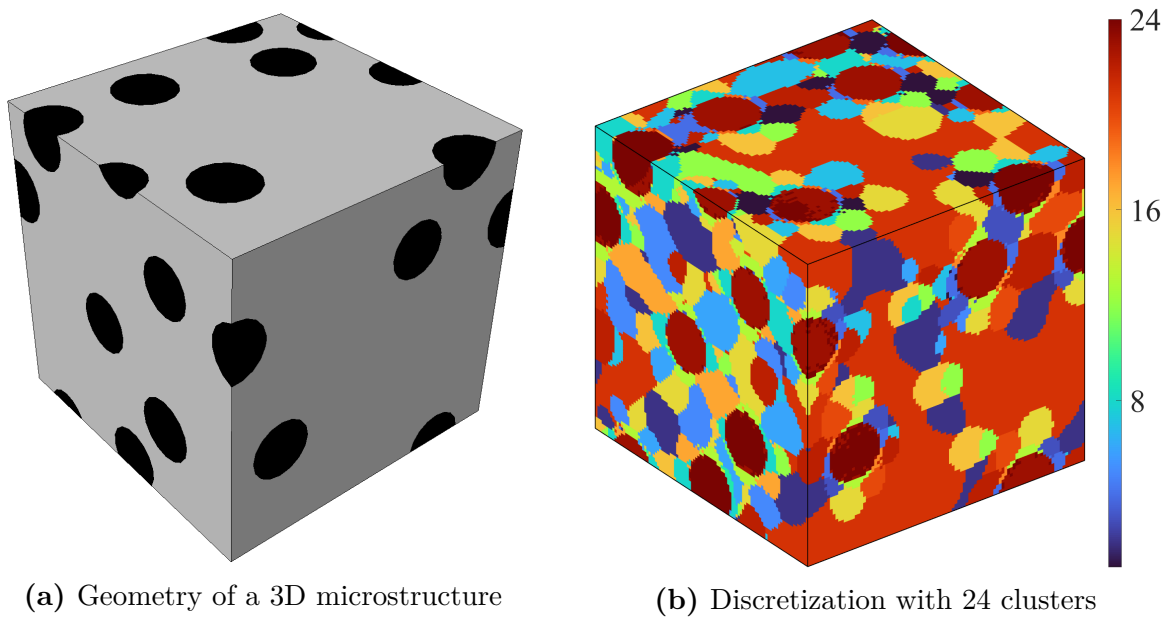 24
16
8
(a) Geometry of a 3D microstructure
(b) Discretization with 24 clusters